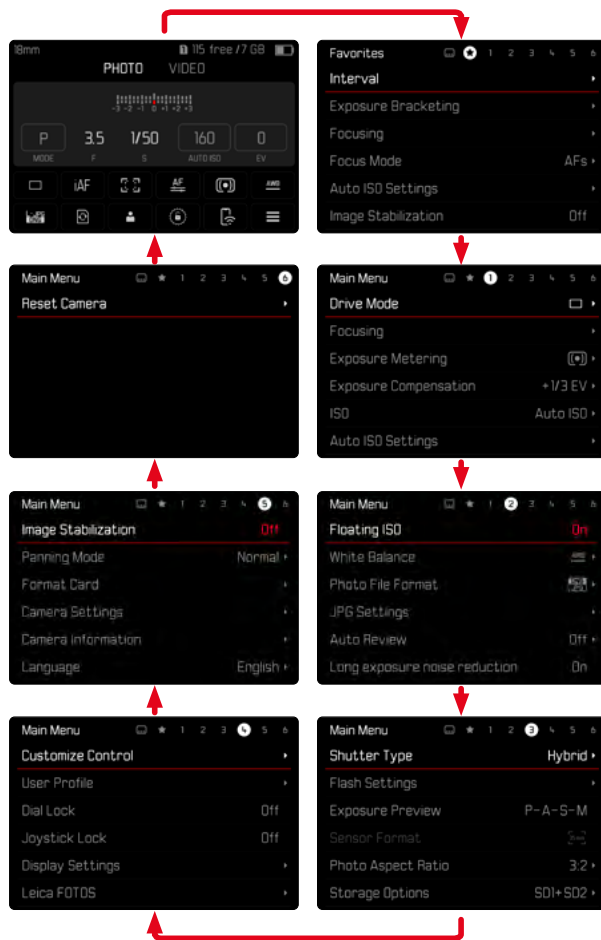 18mm 115 free / 7 GB
PHOTO VIDEO
-3 -2 -1 0 +1 +2 +3
P 3.5 1/50 160 0
MODE F S AUTO ISO EV
iAF AF AWB
Favorites 1 2 3 4 5 6
Interval
Exposure Bracketing
Focusing
Focus Mode AFs
Auto ISO Settings
Image Stabilization Off
Main Menu 1 2 3 4 5 6
Drive Mode
Focusing
Exposure Metering
Exposure Compensation +1/3 EV
ISO Auto ISO
Auto ISO Settings
Main Menu 1 2 3 4 5 6
Floating ISO On
White Balance AWB
Photo File Format
JPG Settings
Auto Review Off
Long exposure noise reduction On
Main Menu 1 2 3 4 5 6
Shutter Type Hybrid
Flash Settings
Exposure Preview P-A-S-M
Sensor Format
Photo Aspect Ratio 3:2
Storage Options SD1+SD2
Main Menu 1 2 3 4 5 6
Customize Control
User Profile
Dial Lock Off
Joystick Lock Off
Display Settings
Leica FOTOS
Main Menu 1 2 3 4 5 6
Image Stabilization Off
Panning Mode Normal
Format Card
Camera Settings
Camera Information
Language English
Main Menu 1 2 3 4 5 6
Reset Camera